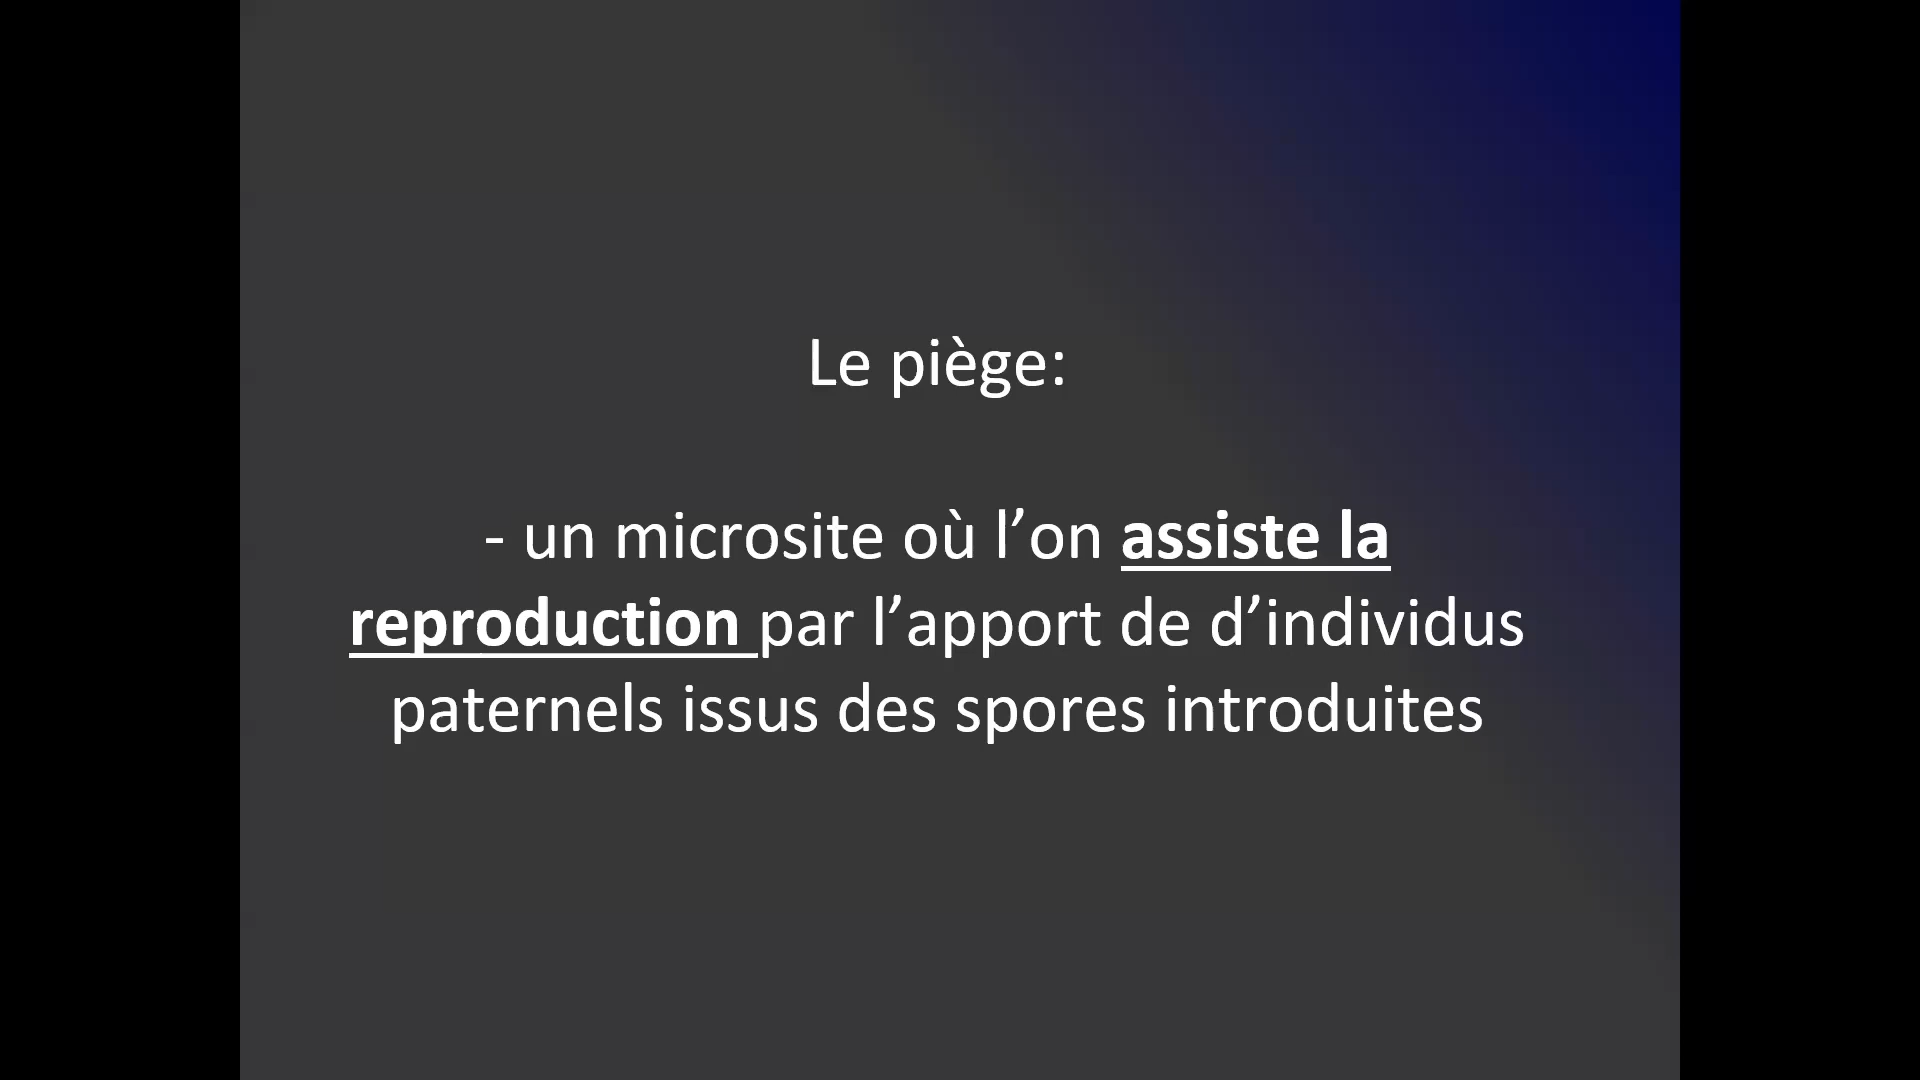 Le piège:
- un microsite où l’on assiste la
reproduction par l’apport de d’individus
paternels issus des spores introduites